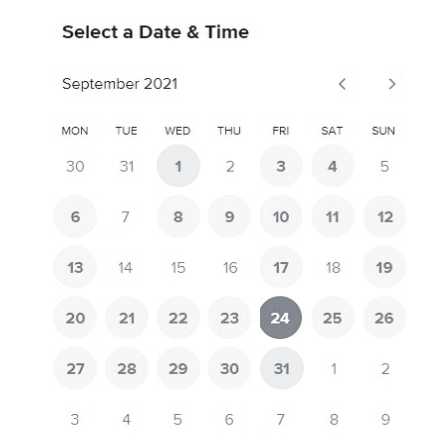 Select a Date & Time
September 2021
MON TUE WED THU FRI SAT SUN
30 31 1 2 3 4 5
6 7 8 9 10 11 12
13 14 15 16 17 18 19
20 21 22 23 24 25 26
27 28 29 30 31 1 2
3 4 5 6 7 8 9